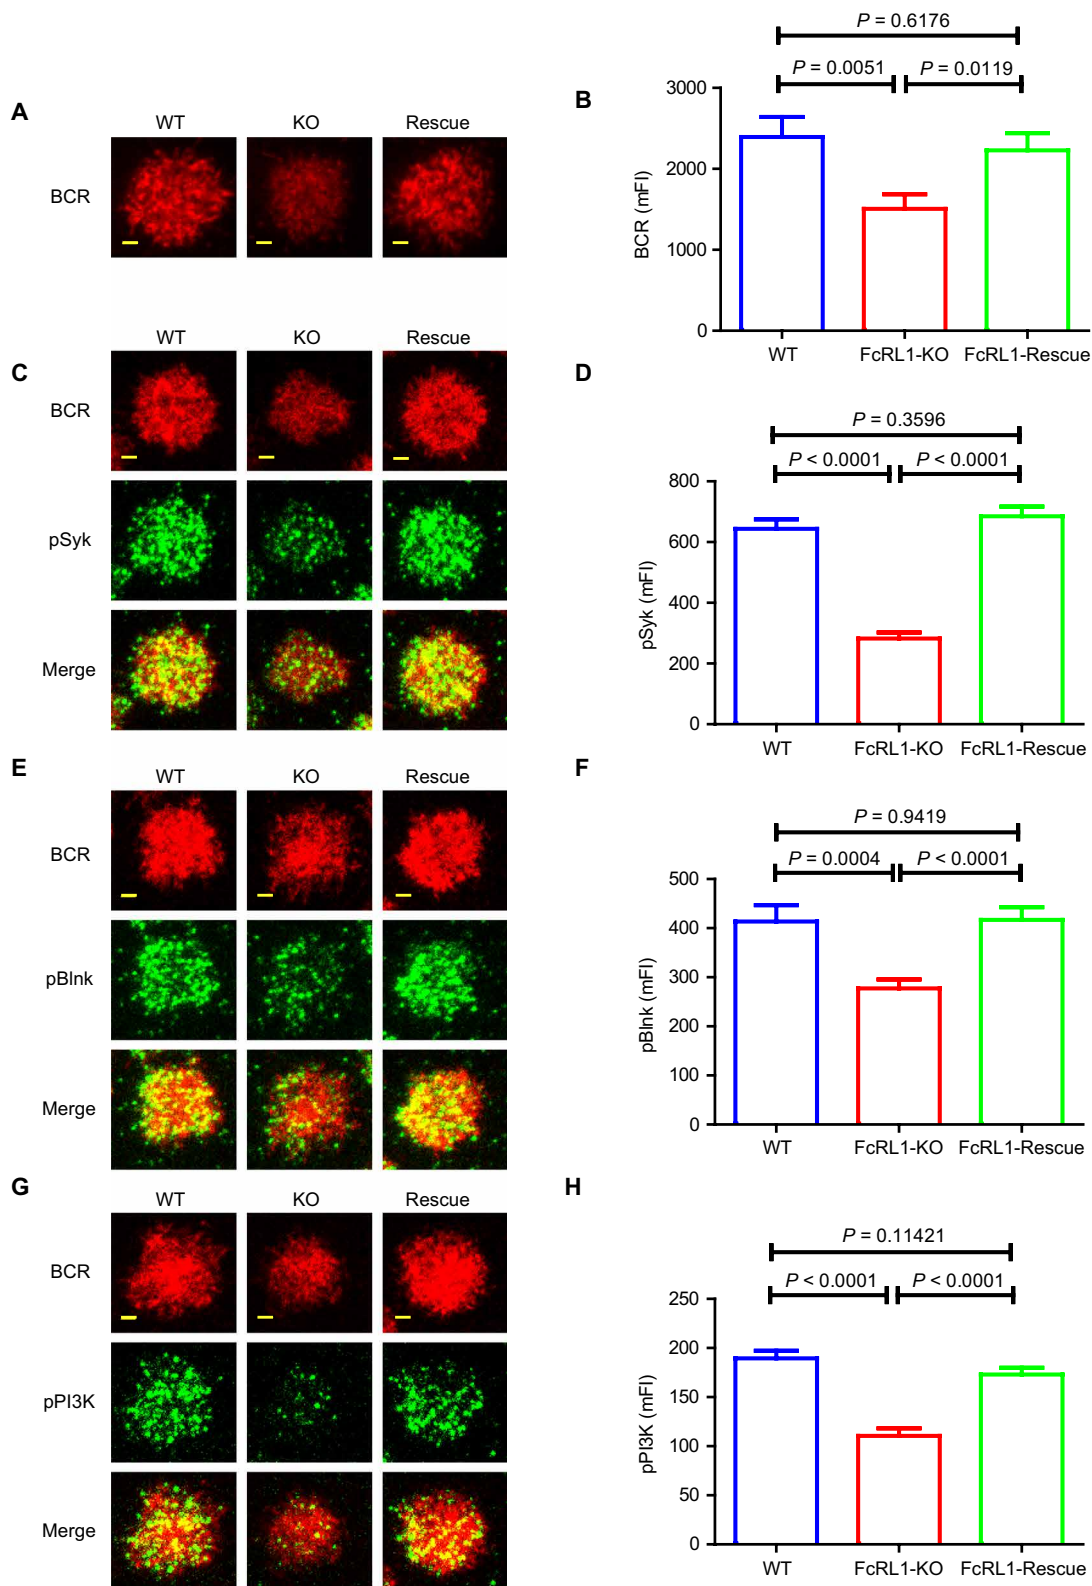 A
WT KO Rescue
BCR
B
P = 0.6176
P = 0.0051 P = 0.0119
3000
2000
1000
0
BCR (mFI)
WT FcRL1-KO FcRL1-Rescue
C
WT KO Rescue
BCR
pSyk
Merge
D
P = 0.3596
P < 0.0001 P < 0.0001
800
600
400
200
0
pSyk (mFI)
WT FcRL1-KO FcRL1-Rescue
E
WT KO Rescue
BCR
pBlnk
Merge
F
P = 0.9419
P = 0.0004 P < 0.0001
500
400
300
200
100
0
pBlnk (mFI)
WT FcRL1-KO FcRL1-Rescue
G
WT KO Rescue
BCR
pPI3K
Merge
H
P = 0.11421
P < 0.0001 P < 0.0001
250
200
150
100
50
0
pPI3K (mFI)
WT FcRL1-KO FcRL1-Rescue